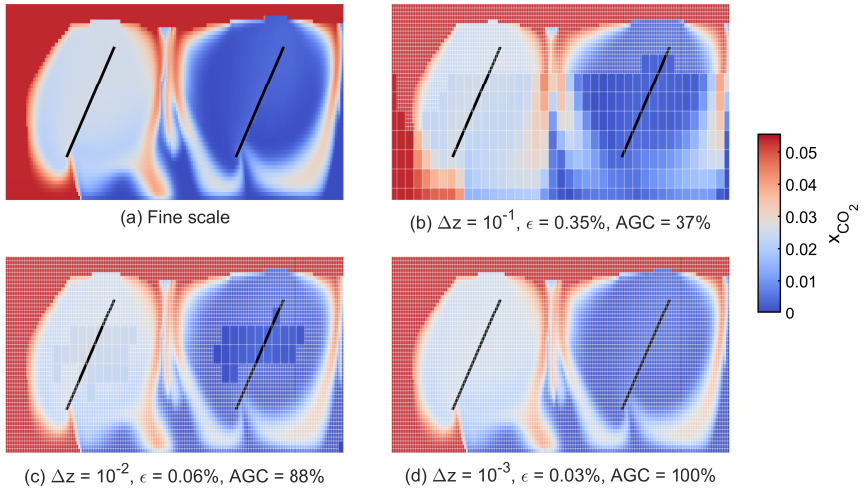 (a) Fine scale
(b) Δz = 10⁻¹, ϵ = 0.35%, AGC = 37%
0.05
0.04
0.03
0.02
0.01
0
x_CO₂
(c) Δz = 10⁻², ϵ = 0.06%, AGC = 88%
(d) Δz = 10⁻³, ϵ = 0.03%, AGC = 100%